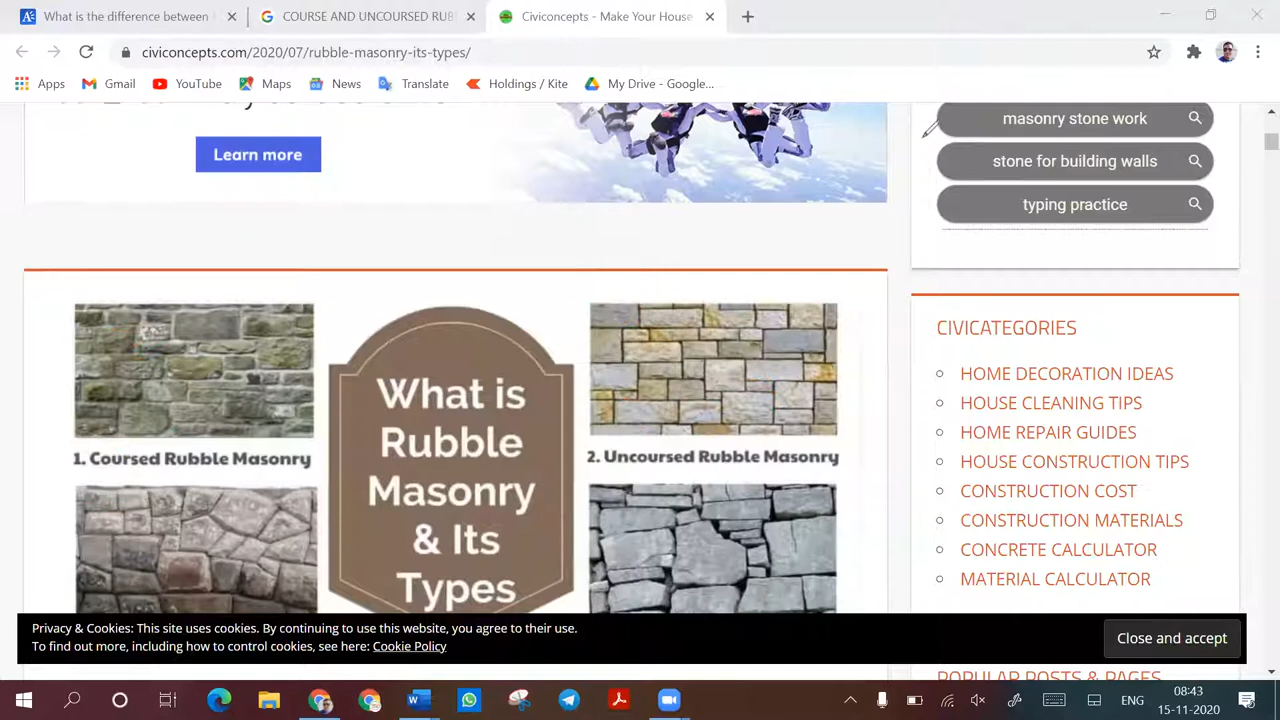 What is the difference between
COURSE AND UNCOURSED RUB
Civiconcepts - Make Your House
civiconcepts.com/2020/07/rubble-masonry-its-types/
Apps
Gmail
YouTube
Maps
News
Translate
Holdings / Kite
My Drive - Google...
Learn more
masonry stone work
stone for building walls
typing practice
1. Coursed Rubble Masonry
What is
Rubble
Masonry
& Its
Types
2. Uncoursed Rubble Masonry
CIVICATEGORIES
HOME DECORATION IDEAS
HOUSE CLEANING TIPS
HOME REPAIR GUIDES
HOUSE CONSTRUCTION TIPS
CONSTRUCTION COST
CONSTRUCTION MATERIALS
CONCRETE CALCULATOR
MATERIAL CALCULATOR
POPULAR POSTS & PAGES
Privacy & Cookies: This site uses cookies. By continuing to use this website, you agree to their use.
To find out more, including how to control cookies, see here: Cookie Policy
Close and accept
ENG
08:43
15-11-2020